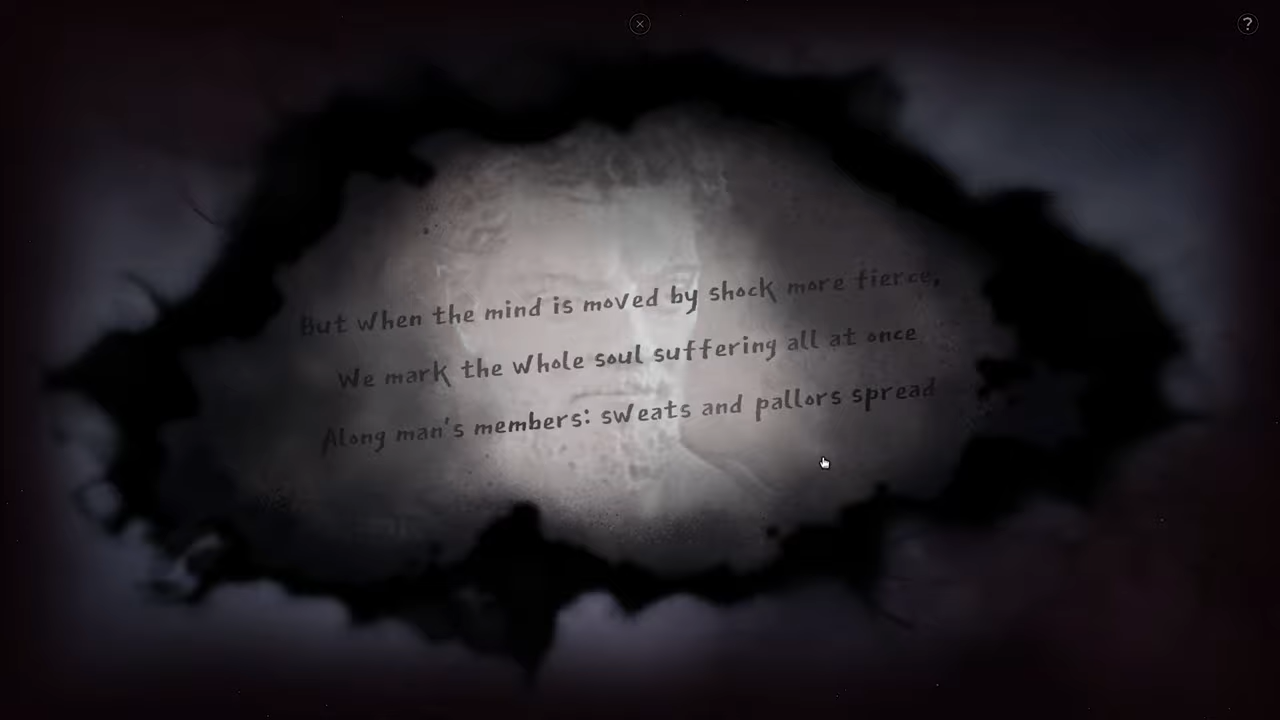 ?
But when the mind is moved by shock more fierce,
We mark the whole soul suffering all at once
Along man's members: sweats and pallors spread